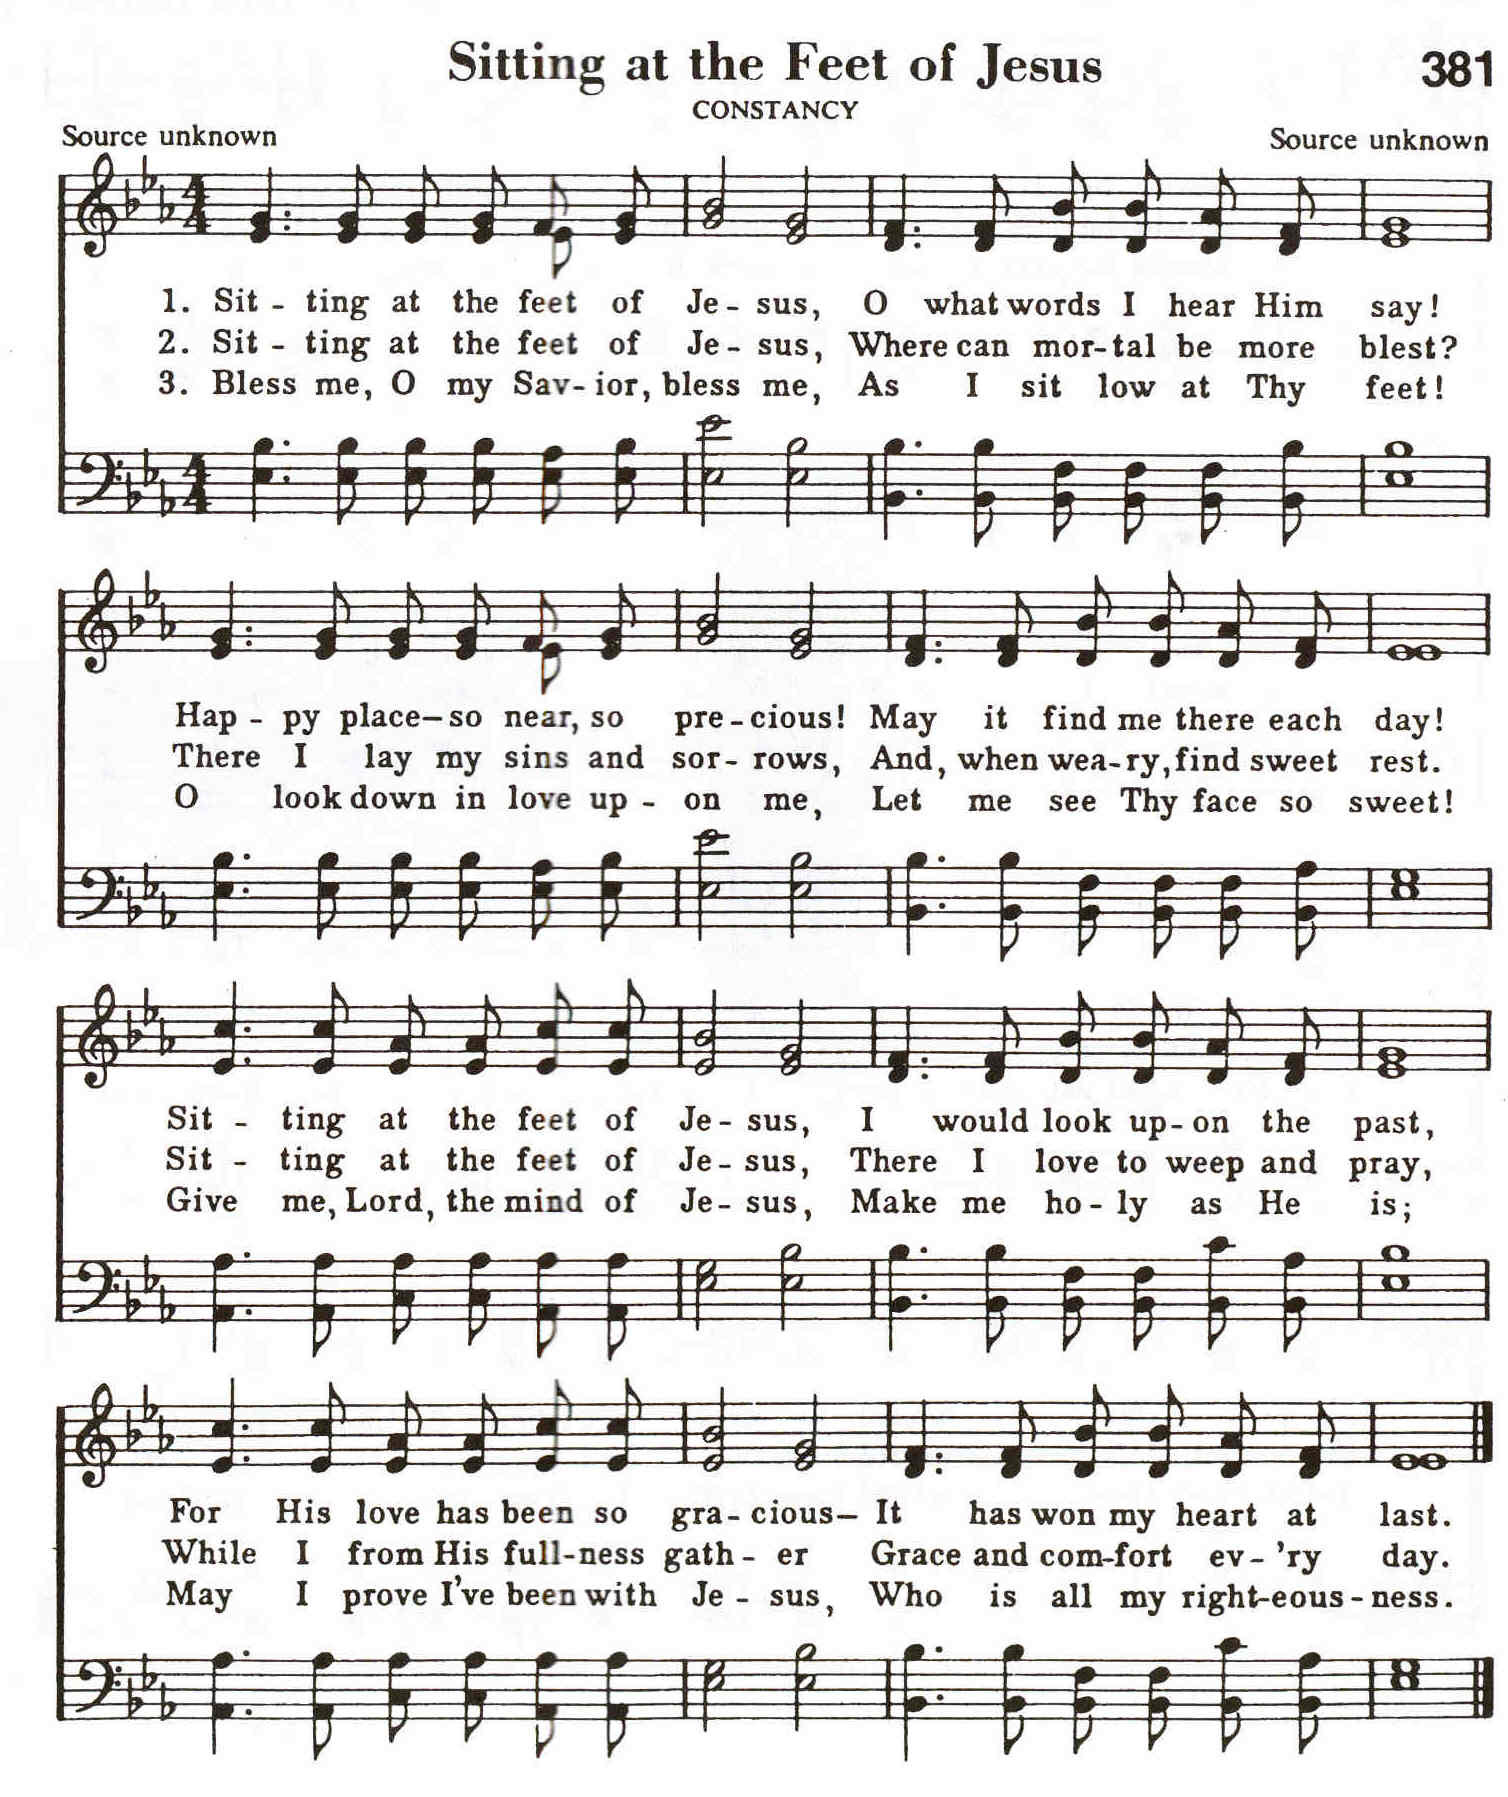 Sitting at the Feet of Jesus 381
CONSTANCY
Source unknown Source unknown
4 4
1. Sit - ting at the feet of Je - sus, O what words I hear Him say!
2. Sit - ting at the feet of Je - sus, Where can mor - tal be more blest?
3. Bless me, O my Sav - ior, bless me, As I sit low at Thy feet!
4 4
Hap - py place—so near, so pre - cious! May it find me there each day!
There I lay my sins and sor - rows, And, when wea - ry, find sweet rest.
O look down in love up - on me, Let me see Thy face so sweet!
Sit - ting at the feet of Je - sus, I would look up - on the past,
Sit - ting at the feet of Je - sus, There I love to weep and pray,
Give me, Lord, the mind of Je - sus, Make me ho - ly as He is;
For His love has been so gra - cious— It has won my heart at last.
While I from His full - ness gath - er Grace and com - fort ev - 'ry day.
May I prove I've been with Je - sus, Who is all my right - eous - ness.